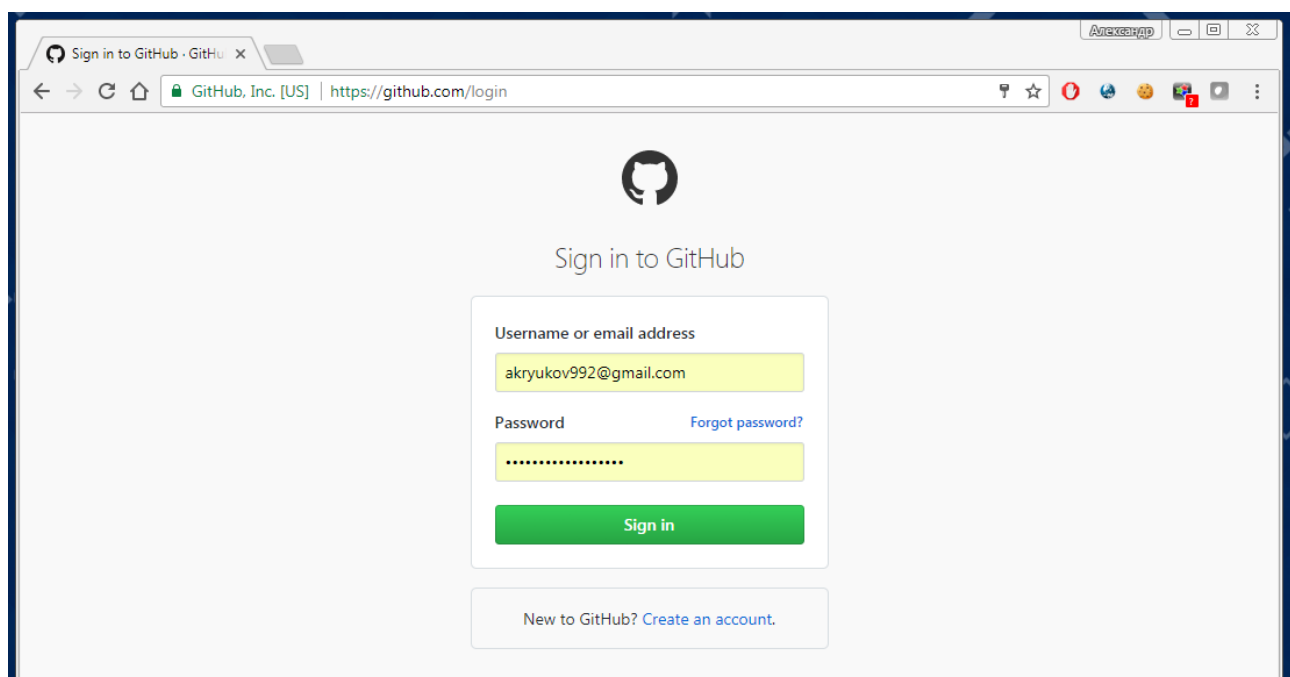 Александр
Sign in to GitHub · GitHu
GitHub, Inc. [US] | https://github.com/login
?
Sign in to GitHub
Username or email address
akryukov992@gmail.com
Password Forgot password?
••••••••••••••••••
Sign in
New to GitHub? Create an account.